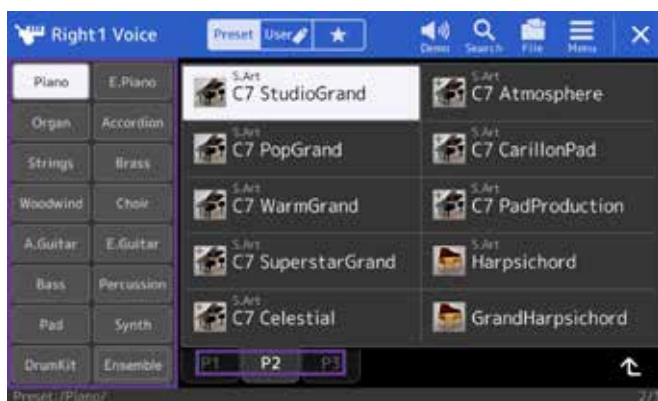 Right1 Voice
Preset User
Demo Search File Menu
Piano E.Piano
Organ Accordion
Strings Brass
Woodwind Choir
A.Guitar E.Guitar
Bass Percussion
Pad Synth
DrumKit Ensemble
S.Art
C7 StudioGrand
S.Art
C7 Atmosphere
S.Art
C7 PopGrand
S.Art
C7 CarillonPad
S.Art
C7 WarmGrand
S.Art
C7 PadProduction
S.Art
C7 SuperstarGrand
S.Art
Harpsichord
S.Art
C7 Celestial
GrandHarpsichord
P1 P2 P3
Preset:/Piano/